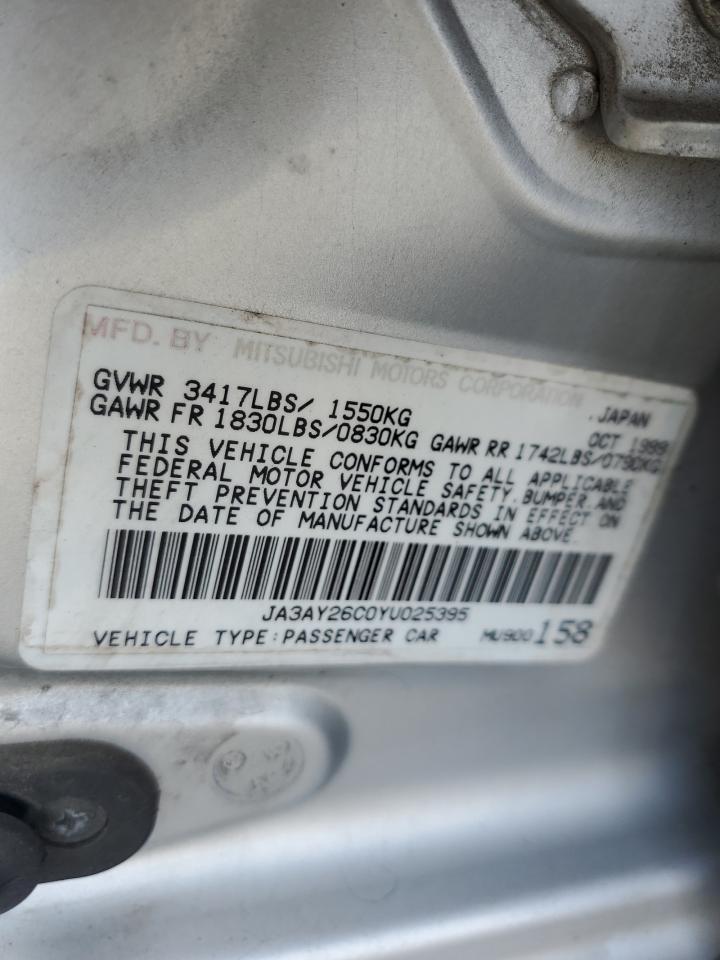 MFD. BY MITSUBISHI MOTORS CORPORATION
GVWR 3417LBS/ 1550KG JAPAN
GAWR FR 1830LBS/0830KG GAWR RR 1742LBS/0790KG OCT 1999
THIS VEHICLE CONFORMS TO ALL APPLICABLE
FEDERAL MOTOR VEHICLE SAFETY, BUMPER, AND
THEFT PREVENTION STANDARDS IN EFFECT ON
THE DATE OF MANUFACTURE SHOWN ABOVE.
JA3AY26C0YU025395
VEHICLE TYPE:PASSENGER CAR MU900158